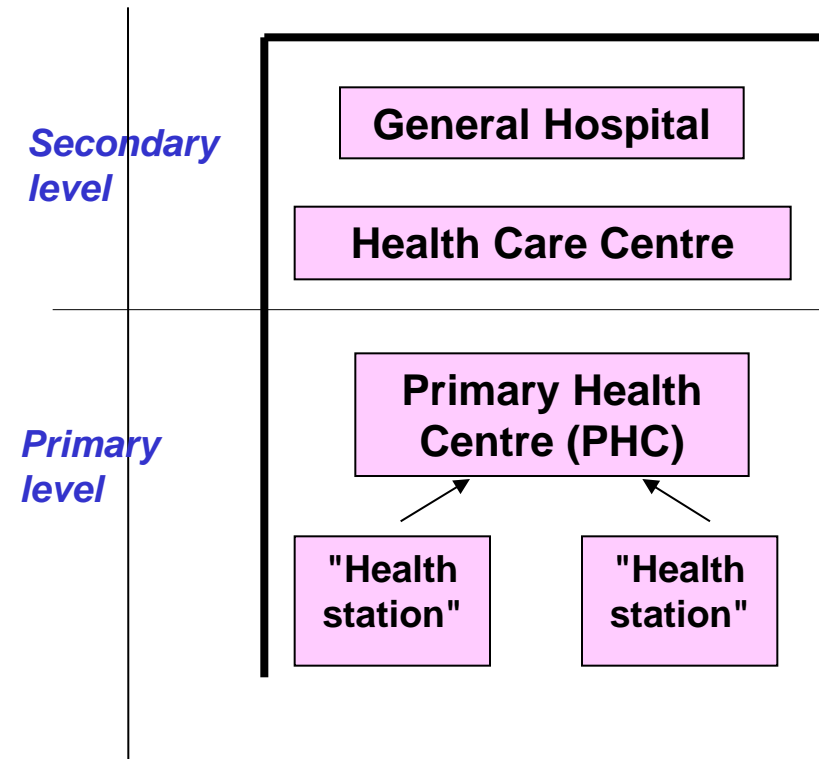 Secondary
level
General Hospital
Health Care Centre
Primary
level
Primary Health
Centre (PHC)
"Health
station"
"Health
station"